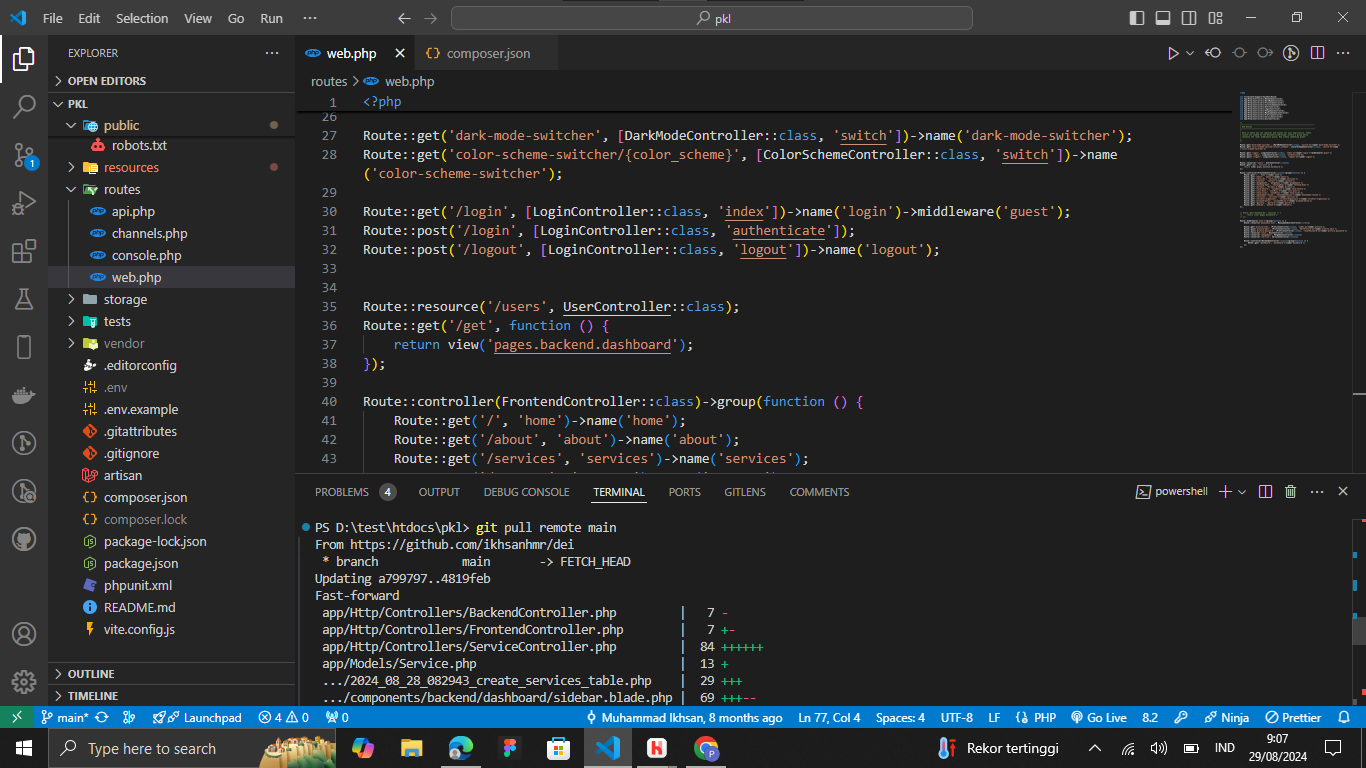 File Edit Selection View Go Run ··· pkl
EXPLORER ···
OPEN EDITORS
PKL
public
robots.txt
resources
routes
api.php
channels.php
console.php
web.php
storage
tests
vendor
.editorconfig
.env
.env.example
.gitattributes
.gitignore
artisan
composer.json
composer.lock
package-lock.json
package.json
phpunit.xml
README.md
vite.config.js
OUTLINE
TIMELINE
1
web.php composer.json
routes > web.php
1 <?php
26
27 Route::get('dark-mode-switcher', [DarkModeController::class, 'switch'])->name('dark-mode-switcher');
28 Route::get('color-scheme-switcher/{color_scheme}', [ColorSchemeController::class, 'switch'])->name
('color-scheme-switcher');
29
30 Route::get('/login', [LoginController::class, 'index'])->name('login')->middleware('guest');
31 Route::post('/login', [LoginController::class, 'authenticate']);
32 Route::post('/logout', [LoginController::class, 'logout'])->name('logout');
33
34
35 Route::resource('/users', UserController::class);
36 Route::get('/get', function () {
37 return view('pages.backend.dashboard');
38 });
39
40 Route::controller(FrontendController::class)->group(function () {
41 Route::get('/', 'home')->name('home');
42 Route::get('/about', 'about')->name('about');
43 Route::get('/services', 'services')->name('services');
PROBLEMS 4 OUTPUT DEBUG CONSOLE TERMINAL PORTS GITLENS COMMENTS powershell
PS D:\test\htdocs\pkl> git pull remote main
From https://github.com/ikhsanhmr/dei
* branch main -> FETCH_HEAD
Updating a799797..4819feb
Fast-forward
app/Http/Controllers/BackendController.php | 7 -
app/Http/Controllers/FrontendController.php | 7 +-
app/Http/Controllers/ServiceController.php | 84 ++++++
app/Models/Service.php | 13 +
.../2024_08_28_082943_create_services_table.php | 29 +++
.../components/backend/dashboard/sidebar.blade.php | 69 +++--
main* Launchpad 4 0 0 Muhammad Ikhsan, 8 months ago Ln 77, Col 4 Spaces: 4 UTF-8 LF PHP Go Live 8.2 Ninja Prettier
Type here to search Rekor tertinggi IND 9:07
29/08/2024